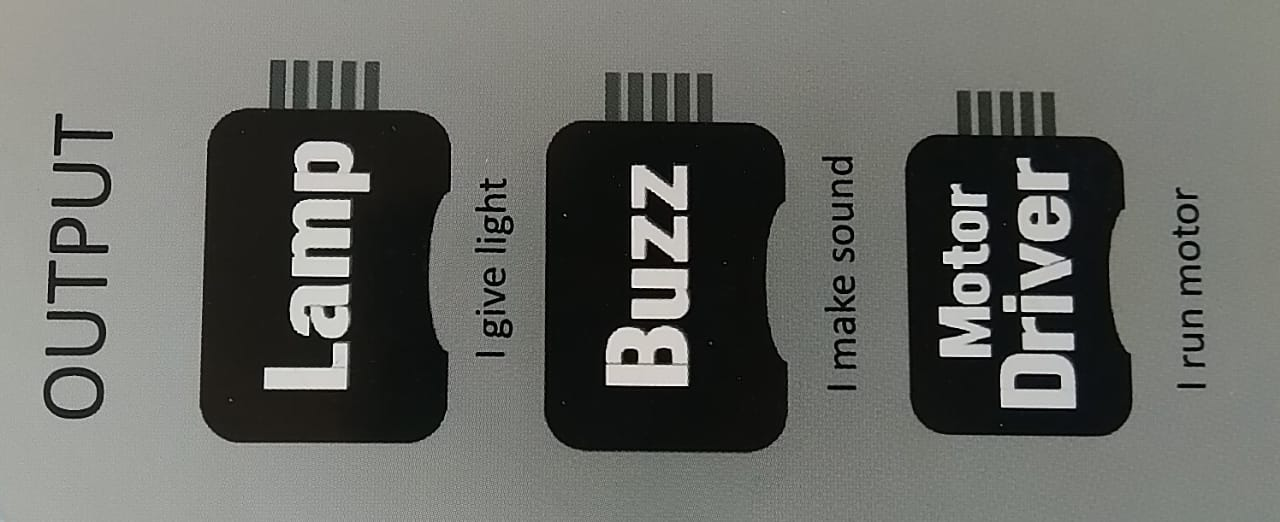 OUTPUT
Lamp
I give light
Buzz
I make sound
Motor
Driver
I run motor